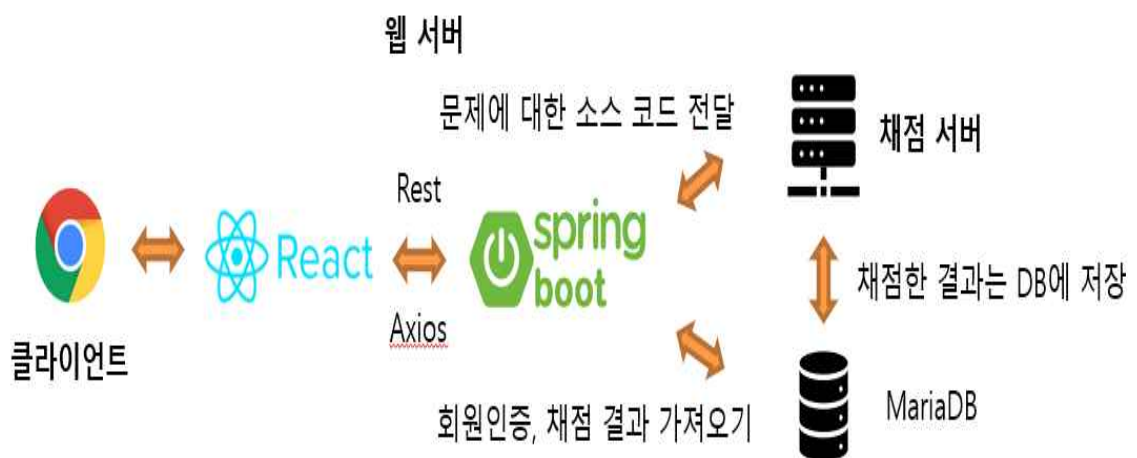 웹 서버
문제에 대한 소스 코드 전달
채점 서버
Rest
React
spring
boot
Axios
클라이언트
채점한 결과는 DB에 저장
MariaDB
회원인증, 채점 결과 가져오기